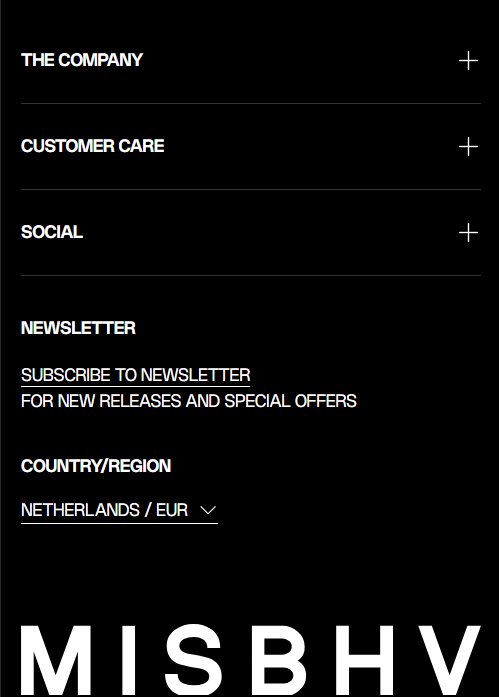 THE COMPANY
CUSTOMER CARE
SOCIAL
NEWSLETTER
SUBSCRIBE TO NEWSLETTER
FOR NEW RELEASES AND SPECIAL OFFERS
COUNTRY/REGION
NETHERLANDS / EUR
MISBHV